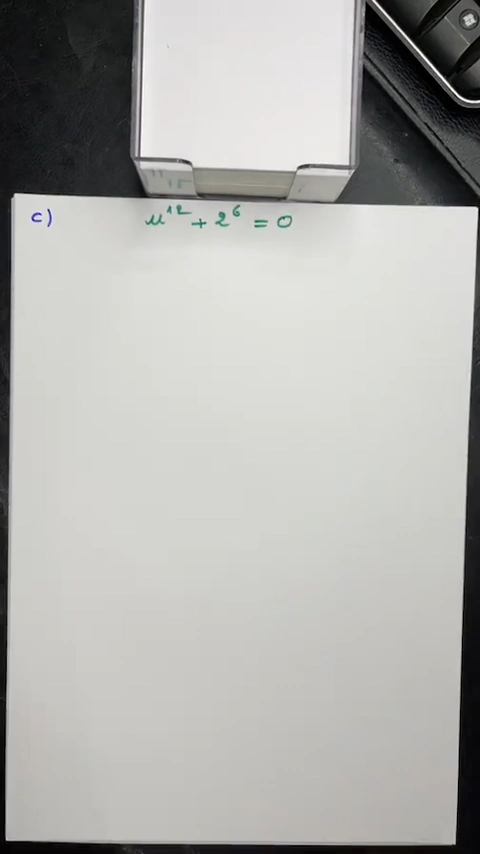 c) u¹² + 2⁶ = 0